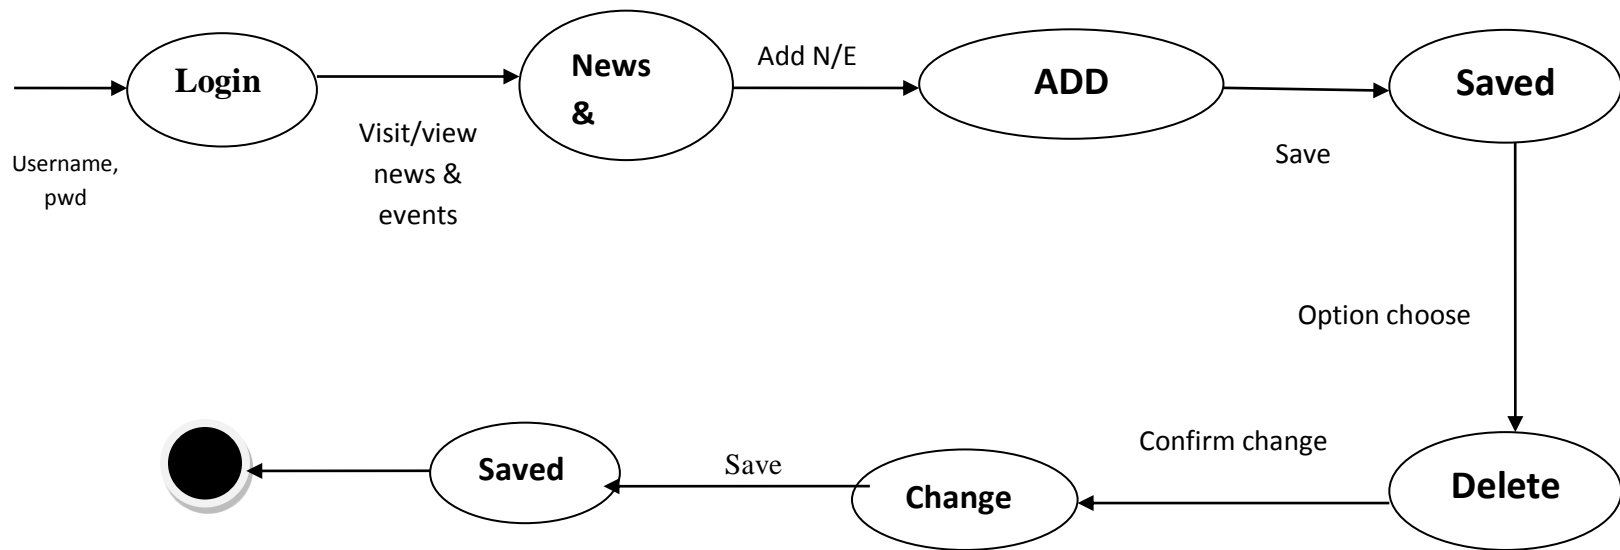 Login
Username,
pwd
Visit/view
news &
events
News
&
Add N/E
ADD
Save
Saved
Option choose
Delete
Confirm change
Change
Save
Saved